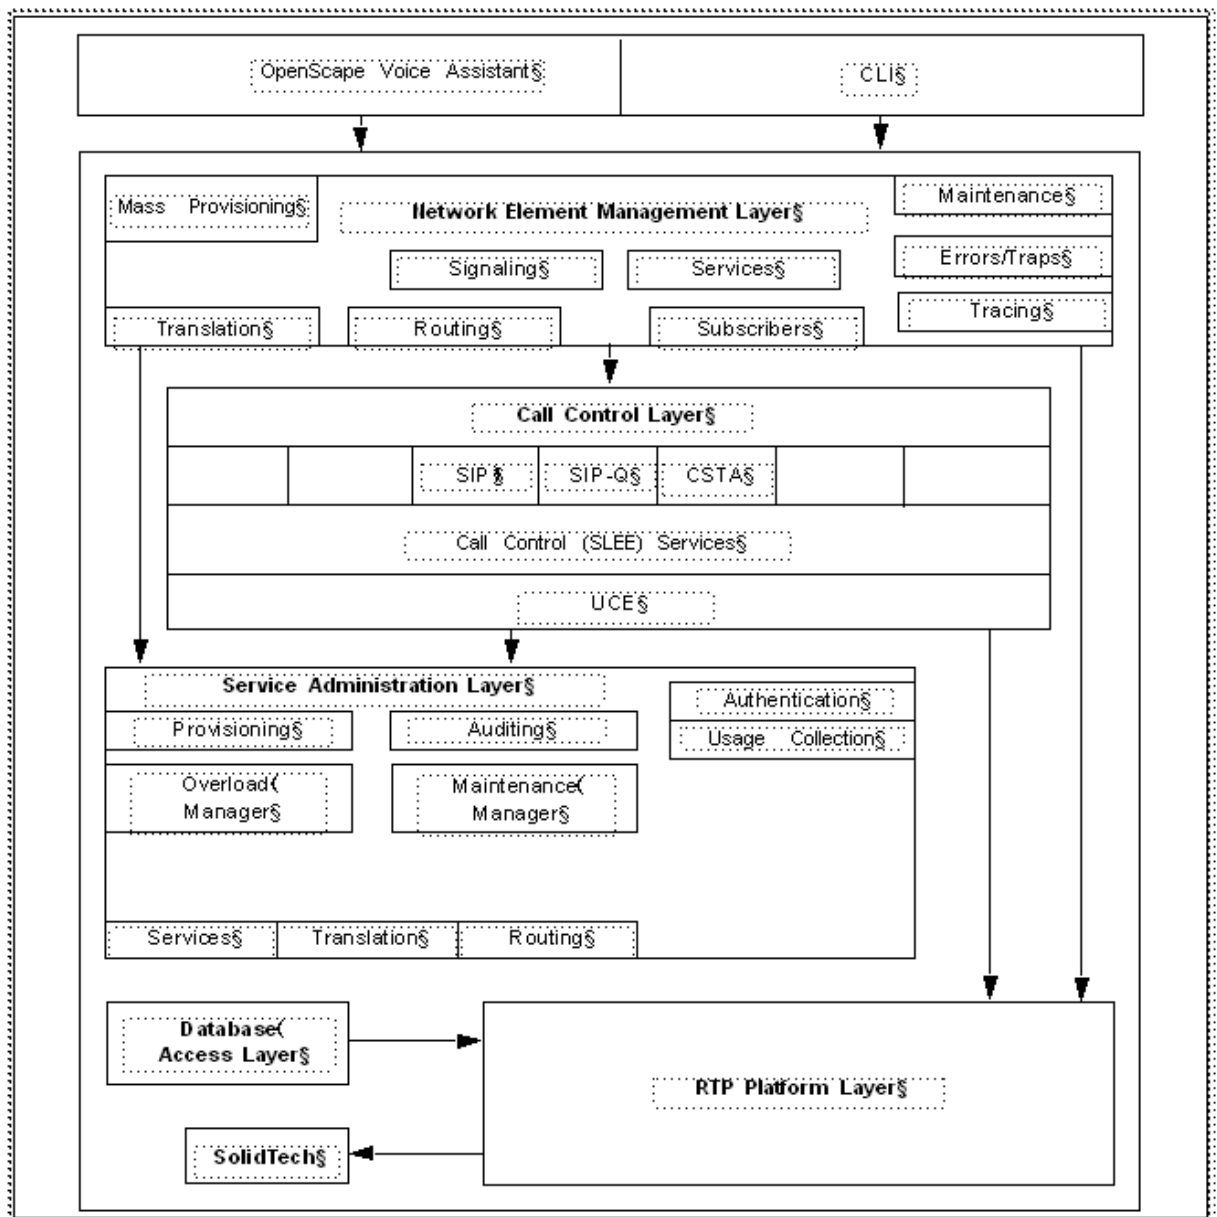 OpenScape Voice Assistant§
CLI§
Mass Provisioning§
Network Element Management Layer§
Maintenance§
Errors/Traps§
Signaling§
Services§
Tracing§
Translation§
Routing§
Subscribers§
Call Control Layer§
SIP§
SIP-Q§
CSTA§
Call Control (SLEE) Services§
UCE§
Service Administration Layer§
Authentication§
Provisioning§
Auditing§
Usage Collection§
Overload(
Manager§
Maintenance(
Manager§
Services§
Translation§
Routing§
Database(
Access Layer§
RTP Platform Layer§
SolidTech§